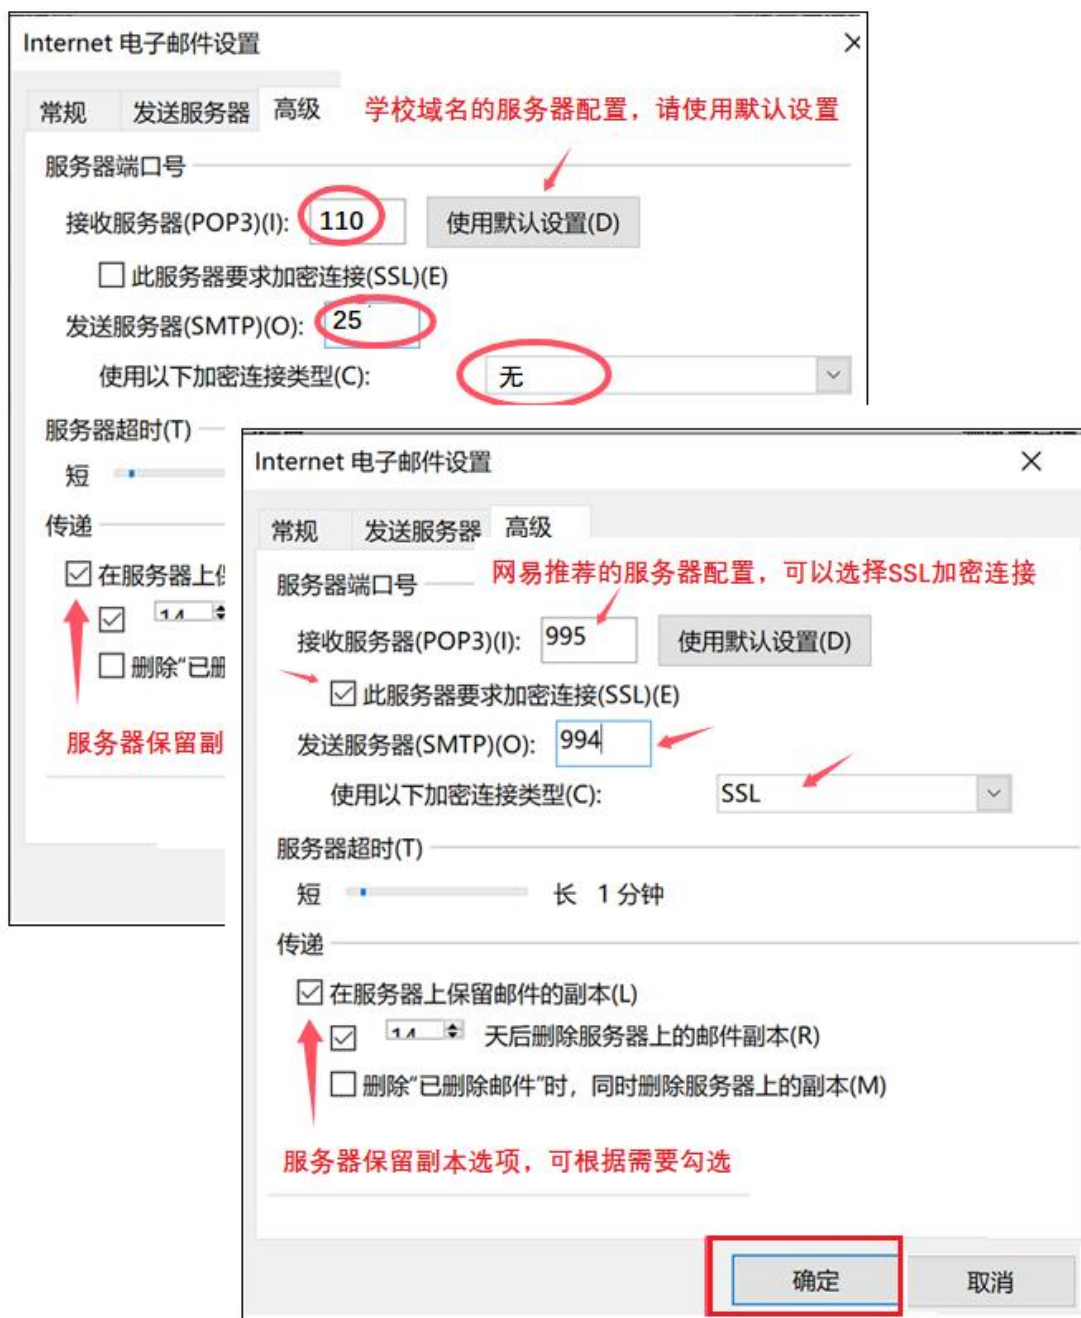 Internet 电子邮件设置
常规 发送服务器 高级
学校域名的服务器配置，请使用默认设置
服务器端口号
接收服务器(POP3)(I): 110 使用默认设置(D)
此服务器要求加密连接(SSL)(E)
发送服务器(SMTP)(O): 25
使用以下加密连接类型(C): 无
服务器超时(T)
短
传递
在服务器上保
14
删除“已删
服务器保留副
Internet 电子邮件设置
常规 发送服务器 高级
网易推荐的服务器配置，可以选择SSL加密连接
服务器端口号
接收服务器(POP3)(I): 995 使用默认设置(D)
此服务器要求加密连接(SSL)(E)
发送服务器(SMTP)(O): 994
使用以下加密连接类型(C): SSL
服务器超时(T)
短 长 1 分钟
传递
在服务器上保留邮件的副本(L)
14 天后删除服务器上的邮件副本(R)
删除“已删除邮件”时，同时删除服务器上的副本(M)
服务器保留副本选项，可根据需要勾选
确定 取消